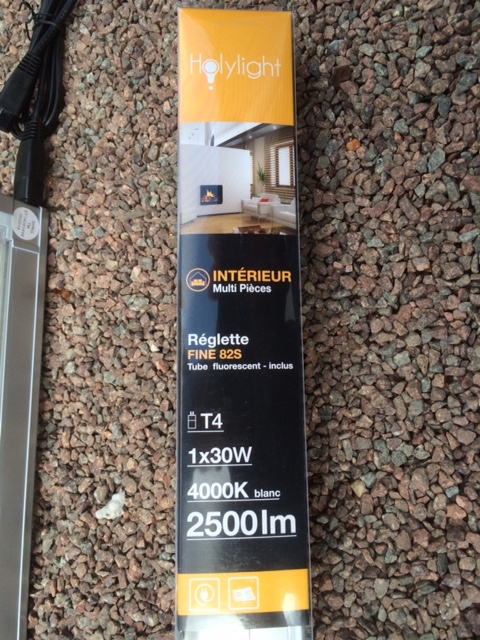 Holylight
INTÉRIEUR
Multi Pièces
Réglette
FINE 82S
Tube fluorescent - inclus
T4
1x30W
4000K blanc
2500lm